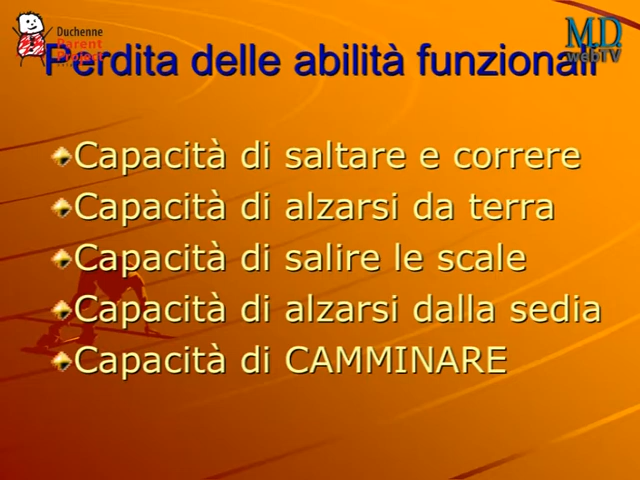 Duchenne
Parent
Project
M.D.
webTV
Perdita delle abilità funzionali
Capacità di saltare e correre
Capacità di alzarsi da terra
Capacità di salire le scale
Capacità di alzarsi dalla sedia
Capacità di CAMMINARE